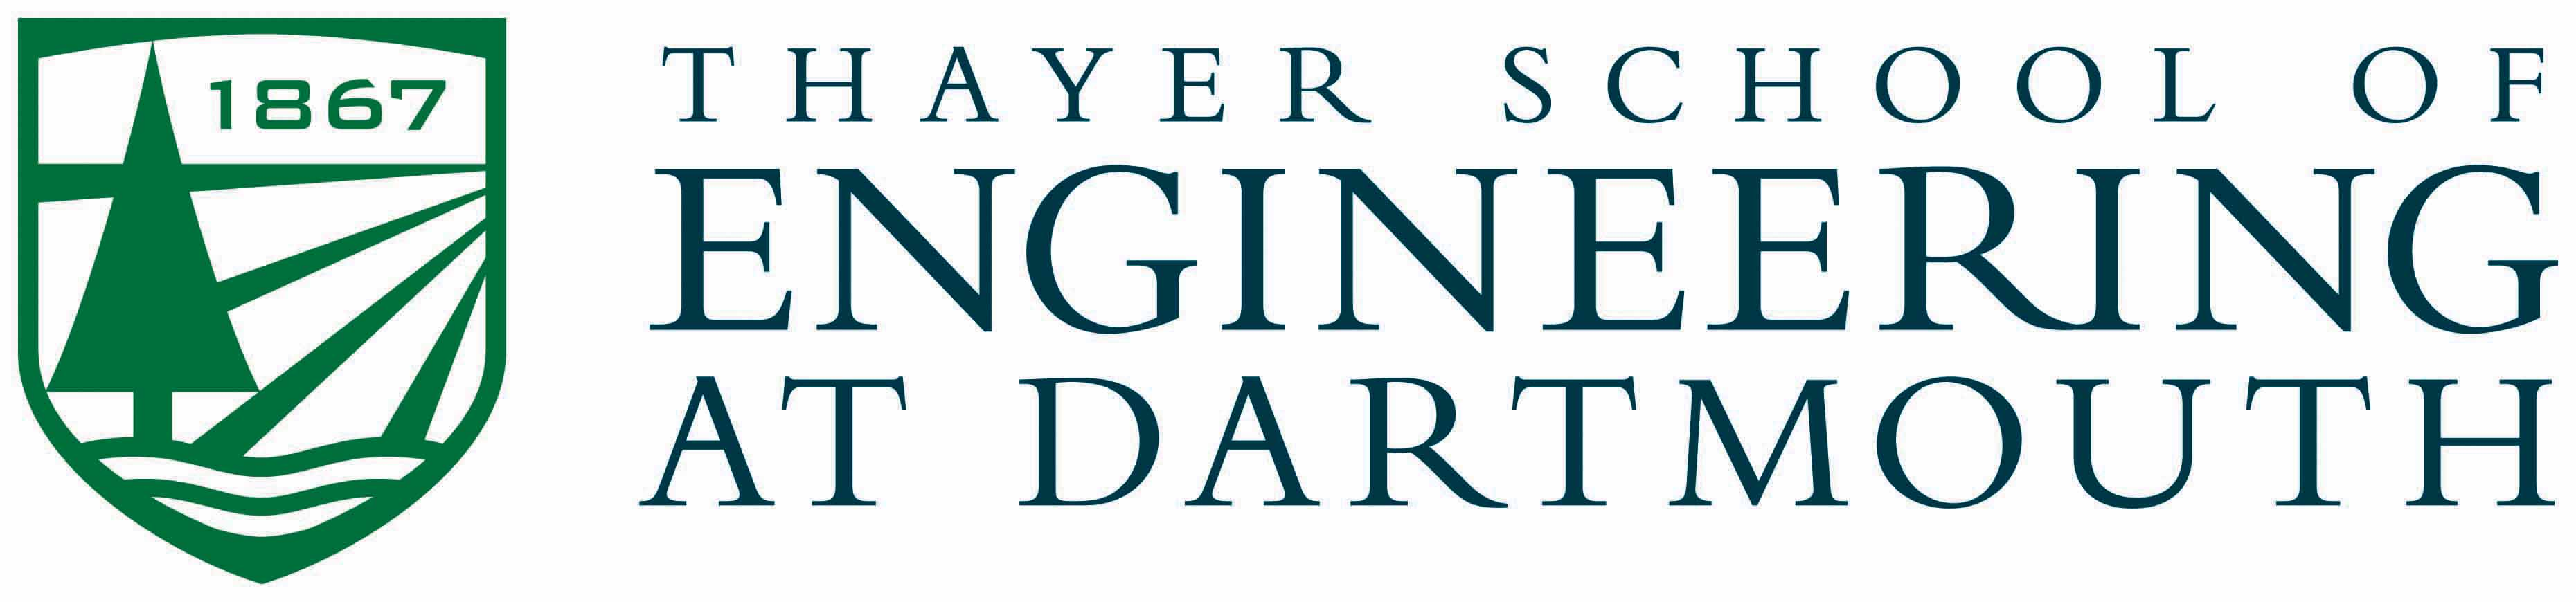 1867
THAYER SCHOOL OF
ENGINEERING
AT DARTMOUTH